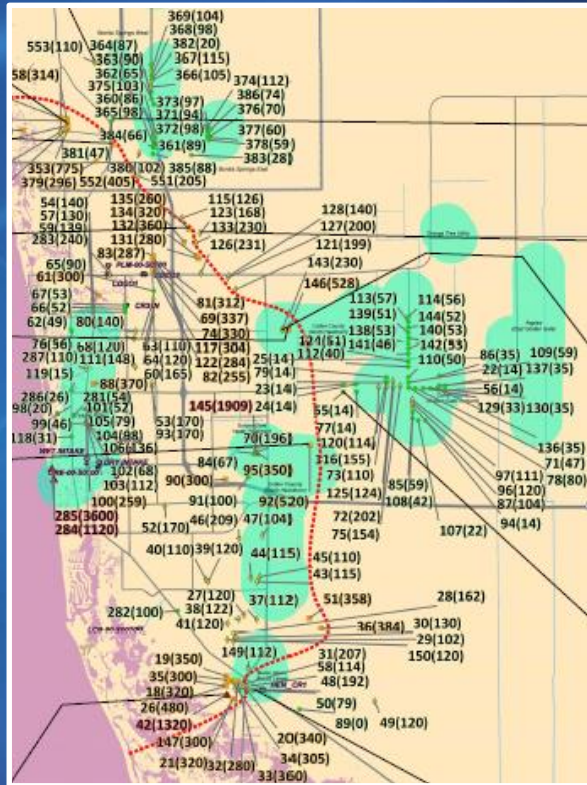 369(104)
368(98)
553(110) 364(87) 382(20)
363(90) 367(115)
58(314) 362(65) 366(105) 374(112)
375(103) 386(74)
360(86) 373(97) 376(70)
365(98) 371(94)
384(66) 372(98) 377(60)
361(89) 378(59)
381(47) 383(28)
353(775) 380(102) 385(88)
379(296) 552(405) 551(205)
54(140) 135(260) 115(126)
57(130) 134(320) 123(168) 128(140)
59(139) 132(360) 133(230) 127(200)
283(240) 131(280) 126(231) 121(199)
65(90) 83(287) 143(230)
61(300) 146(528)
67(53) 81(312) 113(57) 114(56)
66(52) 69(337) 139(51) 144(52)
62(49) 80(140) 74(330) 138(53) 140(53)
76(56) 68(120) 63(110) 117(304) 124(51) 141(46) 142(53)
287(110) 111(148) 64(120) 122(284) 25(14) 112(40) 110(50) 86(35) 109(59)
119(15) 60(165) 82(255) 79(14) 22(14) 137(35)
88(370) 23(14) 56(14)
286(26) 281(54) 145(1909) 24(14) 129(33) 130(35)
98(20) 101(52) 53(170) 55(14)
99(46) 105(79) 93(170) 77(14)
118(31) 104(98) 70(196) 120(114) 136(35)
106(136) 116(155) 71(47)
102(68) 84(67) 95(350) 73(110) 85(59) 97(111) 78(80)
103(112) 90(300) 125(124) 108(42) 96(120)
100(259) 91(100) 92(520) 87(104)
285(3600) 46(209) 47(104) 72(202) 94(14)
284(1120) 52(170) 75(154) 107(22)
40(110) 39(120) 44(115)
45(110)
43(115)
27(120) 37(112) 28(162)
282(100) 38(122) 51(358)
41(120) 36(384) 30(130)
29(102)
149(112) 31(207) 150(120)
19(350) 58(114)
35(300) 48(192)
18(320)
26(480) 50(79)
42(1320) 89(0) 49(120)
147(300) 20(340)
21(320) 32(280) 34(305)
33(360)